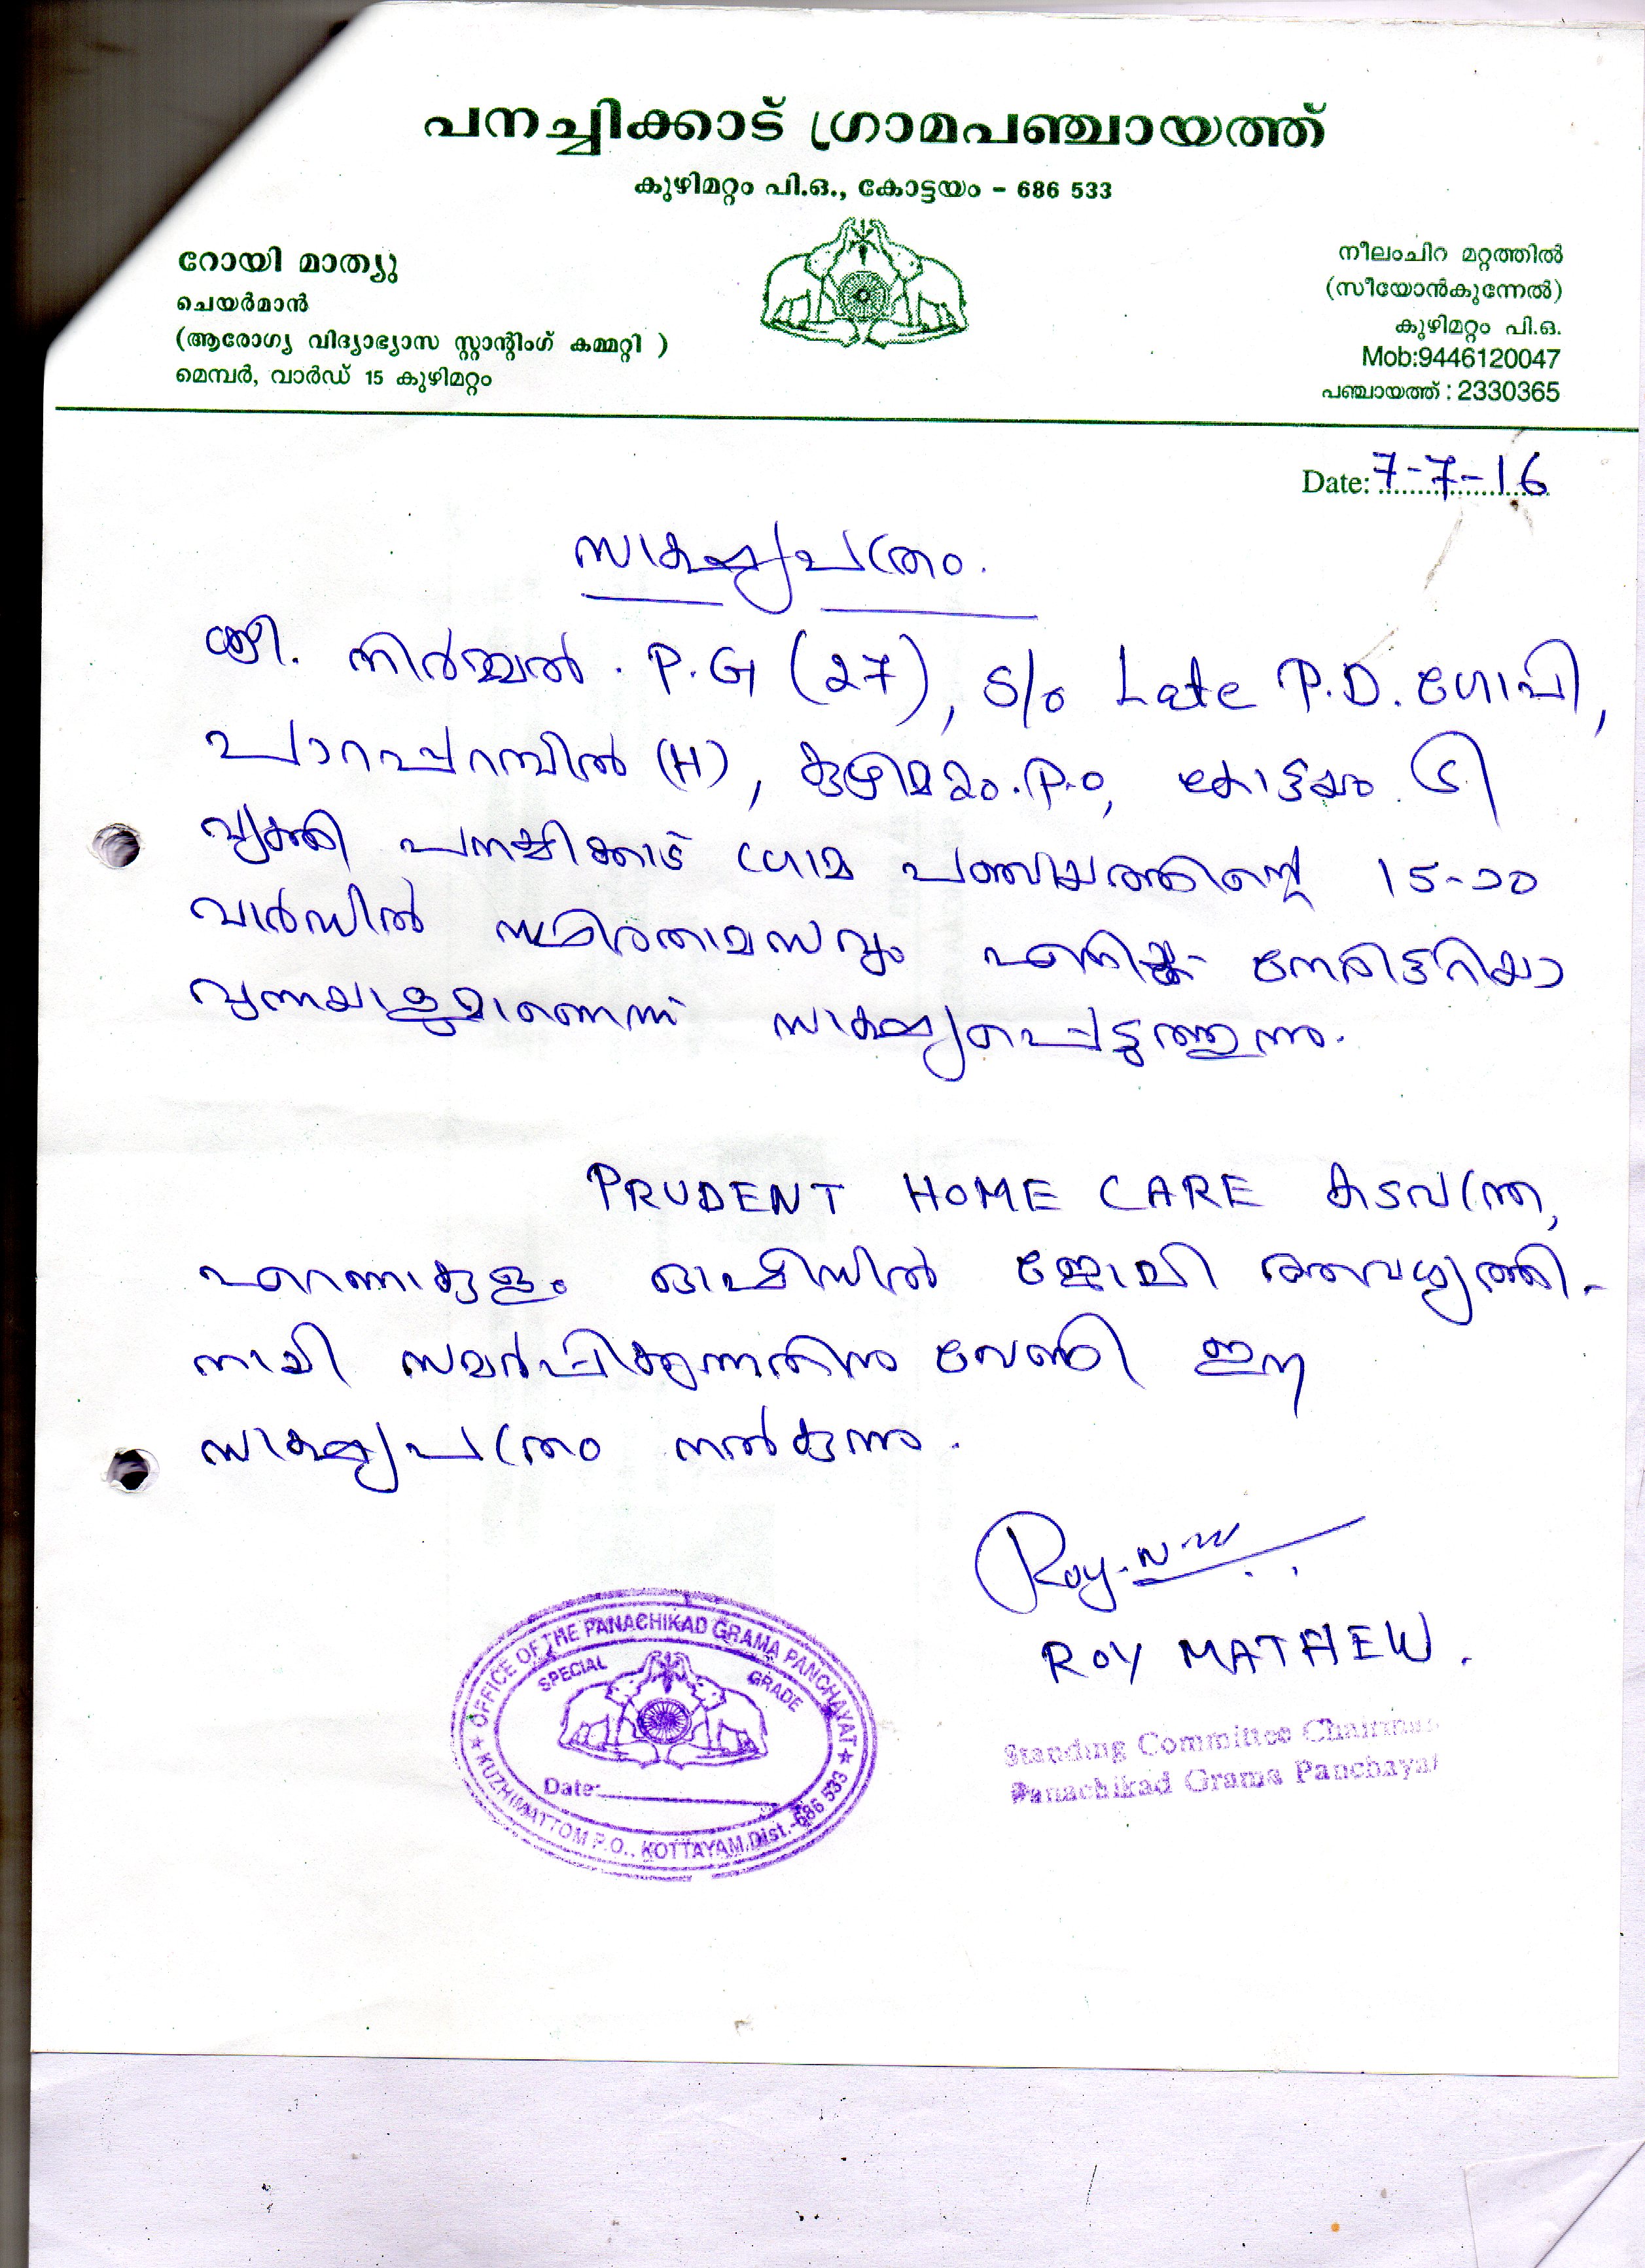 പനച്ചിക്കാട് ഗ്രാമപഞ്ചായത്ത്
കുഴിമറ്റം പി.ഒ., കോട്ടയം - 686 533
റോയി മാത്യു
ചെയർമാൻ
(ആരോഗ്യ വിദ്യാഭ്യാസ സ്റ്റാന്റിംഗ് കമ്മറ്റി )
മെമ്പർ, വാർഡ് 15 കുഴിമറ്റം
നീലംചിറ മറ്റത്തിൽ
(സീയോൻകുന്നേൽ)
കുഴിമറ്റം പി.ഒ.
Mob:9446120047
പഞ്ചായത്ത് : 2330365
Date: 7-7-16
സാക്ഷ്യപത്രം.
ശ്രീ. നിർമ്മൽ. P.G (27), S/o Late P.D. ഗോപി,
പാറപ്പറമ്പിൽ (H), കുഴിമറ്റം.P.O, കോട്ടയം. ടി
വ്യക്തി പനച്ചിക്കാട് ഗ്രാമ പഞ്ചായത്തിന്റെ 15-ാം
വാർഡിൽ സ്ഥിരതാമസവും എനിക്ക് നേരിട്ടറിയാ
വുന്നയാളുമാണെന്ന് സാക്ഷ്യപ്പെടുത്തുന്നു.
PRUDENT HOME CARE കടവന്ത്ര,
എറണാകുളം ഓഫീസിൽ ജോലി ആവശ്യത്തി-
നായി സമർപ്പിക്കുന്നതിനു വേണ്ടി ഈ
സാക്ഷ്യപത്രം നൽകുന്നു.
ROY MATHEW.
Standing Committee Chairman
Panachikad Grama Panchayat
★ OFFICE OF THE PANACHIKAD GRAMA PANCHAYAT ★
SPECIAL GRADE
Date:
KUZHIMATTOM P.O., KOTTAYAM Dist.-686 533